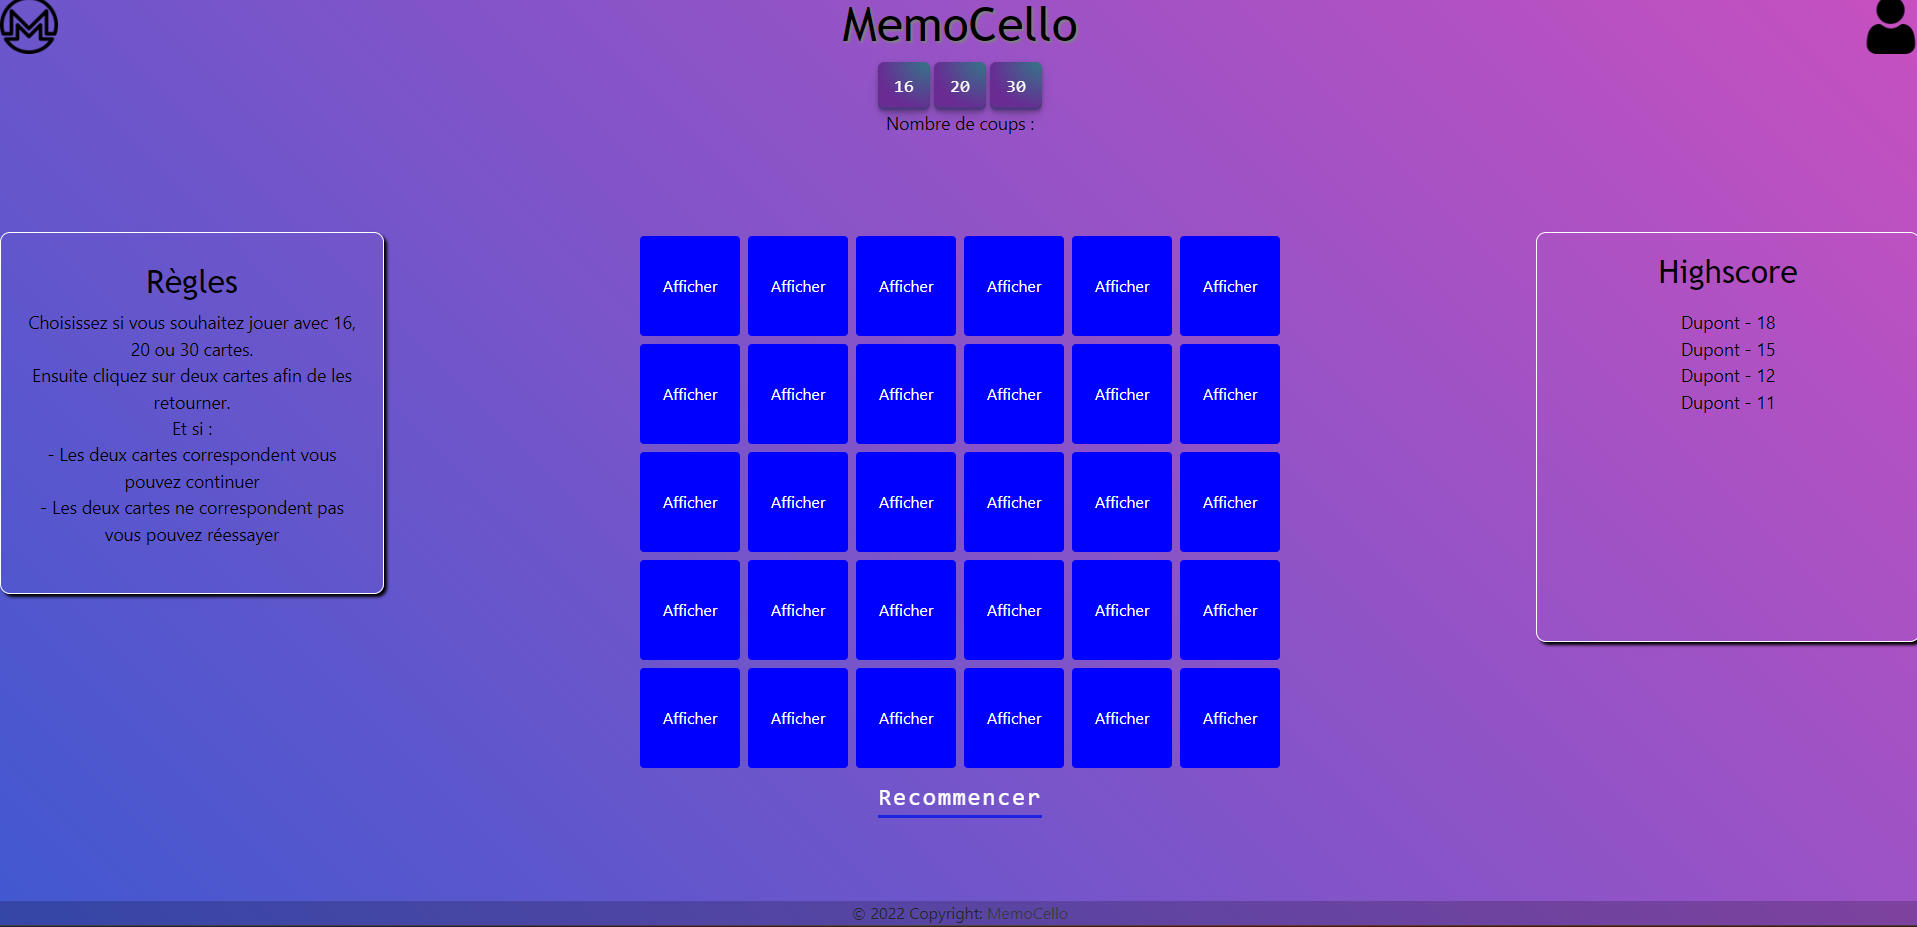 MemoCello
16 20 30
Nombre de coups :
Règles
Choisissez si vous souhaitez jouer avec 16,
20 ou 30 cartes.
Ensuite cliquez sur deux cartes afin de les
retourner.
Et si :
- Les deux cartes correspondent vous
pouvez continuer
- Les deux cartes ne correspondent pas
vous pouvez réessayer
Afficher Afficher Afficher Afficher Afficher Afficher
Afficher Afficher Afficher Afficher Afficher Afficher
Afficher Afficher Afficher Afficher Afficher Afficher
Afficher Afficher Afficher Afficher Afficher Afficher
Afficher Afficher Afficher Afficher Afficher Afficher
Recommencer
Highscore
Dupont - 18
Dupont - 15
Dupont - 12
Dupont - 11
© 2022 Copyright: MemoCello